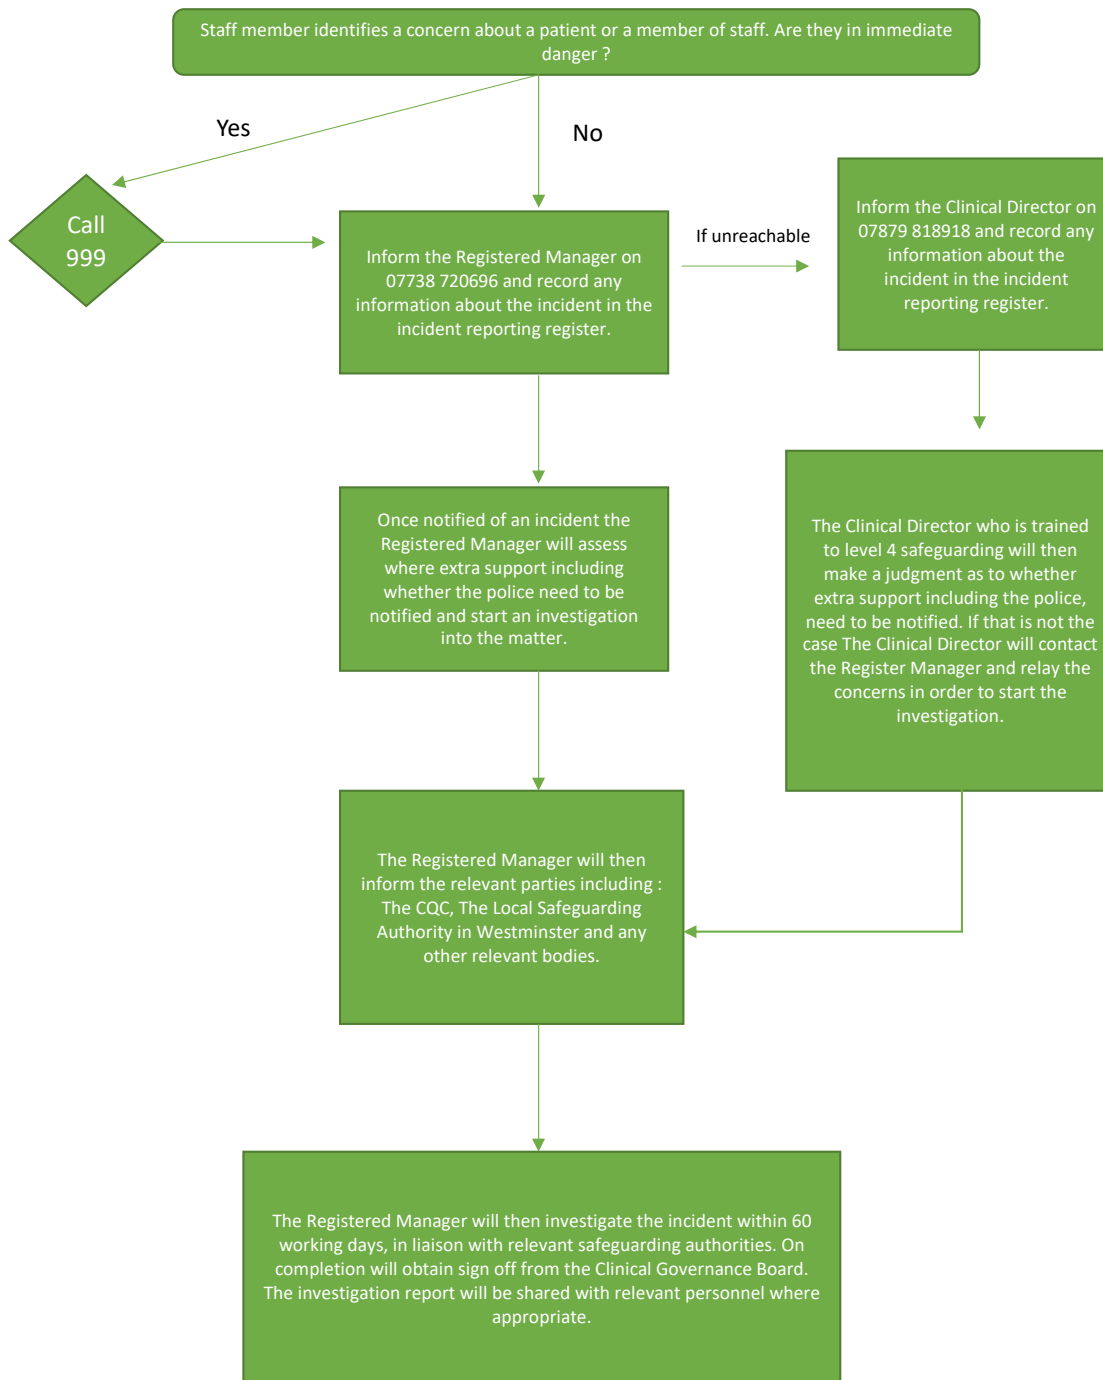 Staff member identifies a concern about a patient or a member of staff. Are they in immediate
danger ?
Yes
No
Call
999
Inform the Registered Manager on
07738 720696 and record any
information about the incident in the
incident reporting register.
If unreachable
Inform the Clinical Director on
07879 818918 and record any
information about the
incident in the incident
reporting register.
Once notified of an incident the
Registered Manager will assess
where extra support including
whether the police need to be
notified and start an investigation
into the matter.
The Clinical Director who is trained
to level 4 safeguarding will then
make a judgment as to whether
extra support including the police,
need to be notified. If that is not the
case The Clinical Director will contact
the Register Manager and relay the
concerns in order to start the
investigation.
The Registered Manager will then
inform the relevant parties including :
The CQC, The Local Safeguarding
Authority in Westminster and any
other relevant bodies.
The Registered Manager will then investigate the incident within 60
working days, in liaison with relevant safeguarding authorities. On
completion will obtain sign off from the Clinical Governance Board.
The investigation report will be shared with relevant personnel where
appropriate.